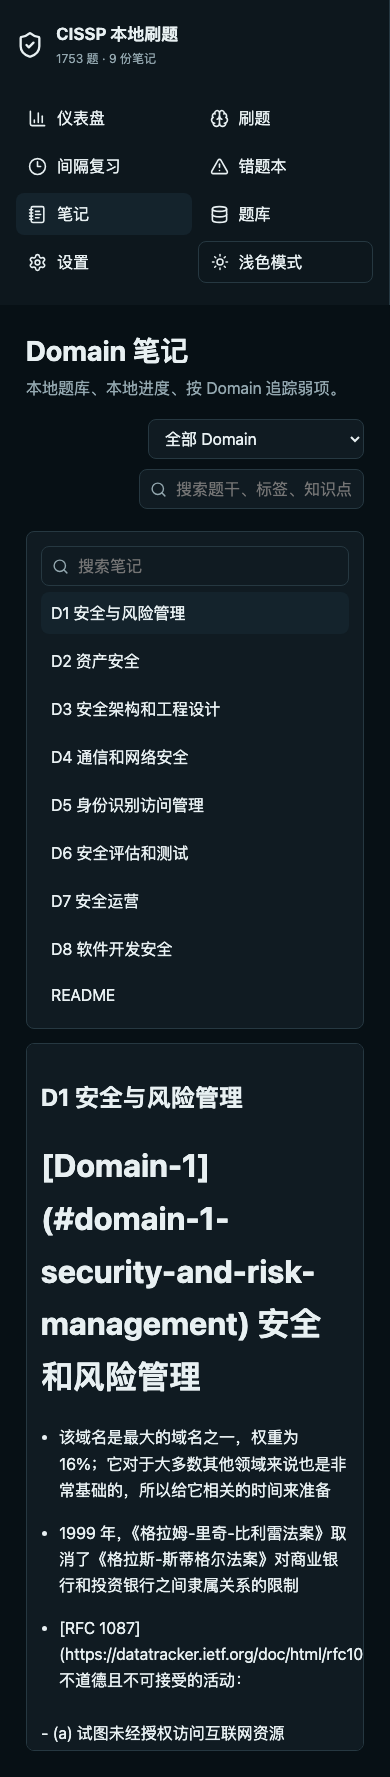 CISSP 本地刷题
1753 题 · 9 份笔记
仪表盘
刷题
间隔复习
错题本
笔记
题库
设置
浅色模式
Domain 笔记
本地题库、本地进度、按 Domain 追踪弱项。
全部 Domain
搜索题干、标签、知识点
搜索笔记
D1 安全与风险管理
D2 资产安全
D3 安全架构和工程设计
D4 通信和网络安全
D5 身份识别访问管理
D6 安全评估和测试
D7 安全运营
D8 软件开发安全
README
D1 安全与风险管理
[Domain-1]
(#domain-1-
security-and-risk-
management) 安全
和风险管理
• 该域名是最大的域名之一，权重为
16%；它对于大多数其他领域来说也是非
常基础的，所以给它相关的时间来准备
• 1999 年，《格拉姆-里奇-比利雷法案》取
消了《格拉斯-斯蒂格尔法案》对商业银
行和投资银行之间隶属关系的限制
• [RFC 1087]
(https://datatracker.ietf.org/doc/html/rfc10
不道德且不可接受的活动：
- (a) 试图未经授权访问互联网资源